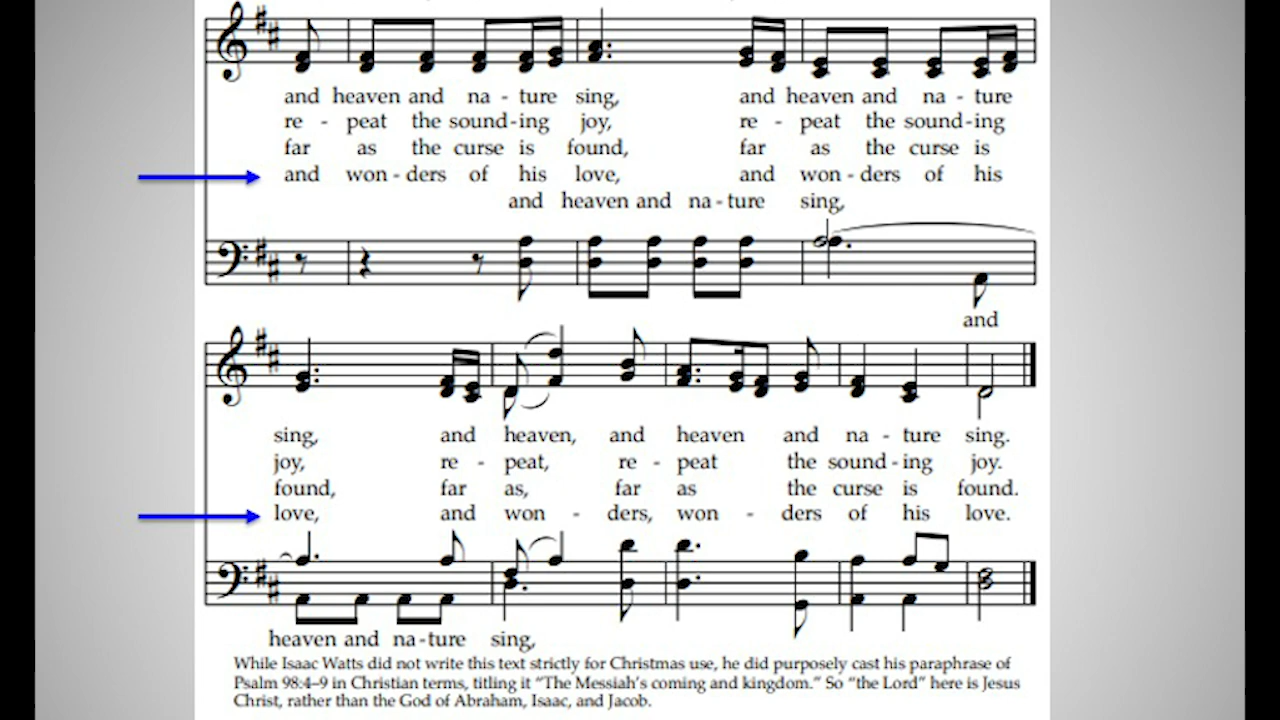 and heaven and na - ture sing, and heaven and na - ture
re - peat the sound-ing joy, re - peat the sound-ing
far as the curse is found, far as the curse is
and won - ders of his love, and won - ders of his
and heaven and na - ture sing,
and
sing, and heaven, and heaven and na - ture sing.
joy, re - peat, re - peat the sound - ing joy.
found, far as, far as the curse is found.
love, and won - ders, won - ders of his love.
heaven and na - ture sing,
While Isaac Watts did not write this text strictly for Christmas use, he did purposely cast his paraphrase of
Psalm 98:4–9 in Christian terms, titling it “The Messiah’s coming and kingdom.” So “the Lord” here is Jesus
Christ, rather than the God of Abraham, Isaac, and Jacob.